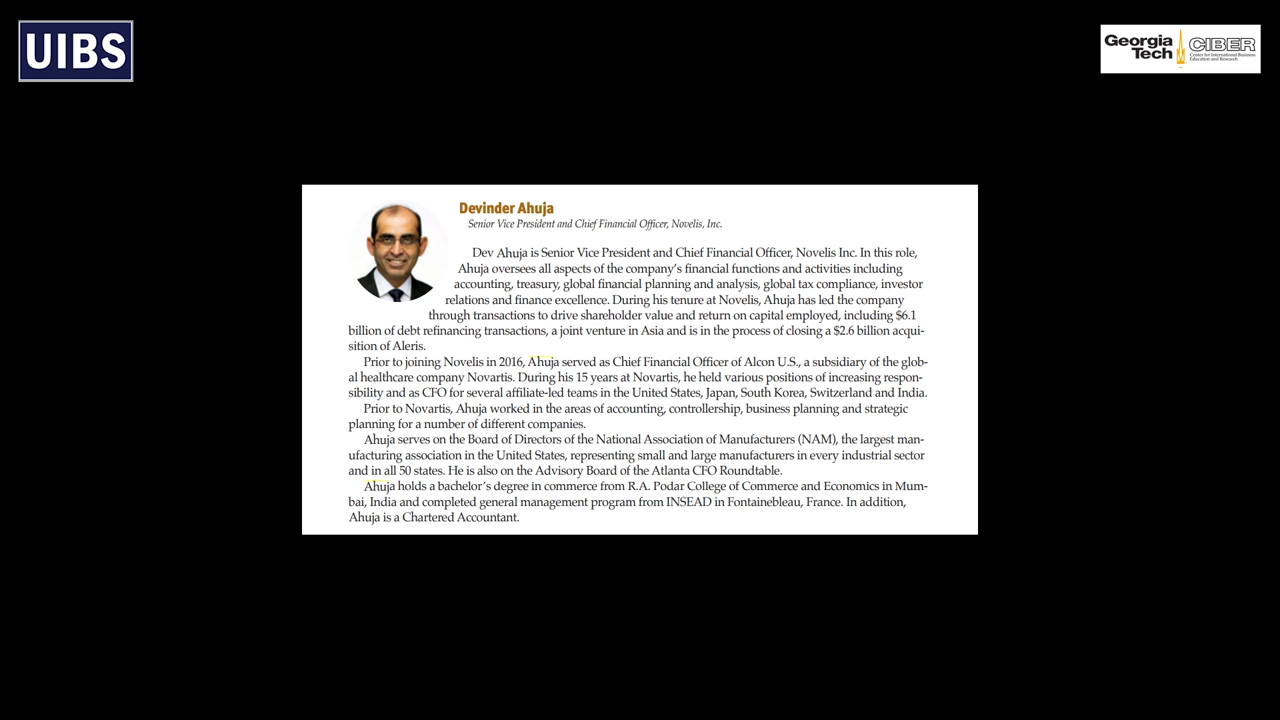 UIBS
Georgia
Tech
CIBER
Center for International Business
Education and Research
Devinder Ahuja
Senior Vice President and Chief Financial Officer, Novelis, Inc.
Dev Ahuja is Senior Vice President and Chief Financial Officer, Novelis Inc. In this role,
Ahuja oversees all aspects of the company's financial functions and activities including
accounting, treasury, global financial planning and analysis, global tax compliance, investor
relations and finance excellence. During his tenure at Novelis, Ahuja has led the company
through transactions to drive shareholder value and return on capital employed, including $6.1
billion of debt refinancing transactions, a joint venture in Asia and is in the process of closing a $2.6 billion acqui-
sition of Aleris.
Prior to joining Novelis in 2016, Ahuja served as Chief Financial Officer of Alcon U.S., a subsidiary of the glob-
al healthcare company Novartis. During his 15 years at Novartis, he held various positions of increasing respon-
sibility and as CFO for several affiliate-led teams in the United States, Japan, South Korea, Switzerland and India.
Prior to Novartis, Ahuja worked in the areas of accounting, controllership, business planning and strategic
planning for a number of different companies.
Ahuja serves on the Board of Directors of the National Association of Manufacturers (NAM), the largest man-
ufacturing association in the United States, representing small and large manufacturers in every industrial sector
and in all 50 states. He is also on the Advisory Board of the Atlanta CFO Roundtable.
Ahuja holds a bachelor's degree in commerce from R.A. Podar College of Commerce and Economics in Mum-
bai, India and completed general management program from INSEAD in Fontainebleau, France. In addition,
Ahuja is a Chartered Accountant.